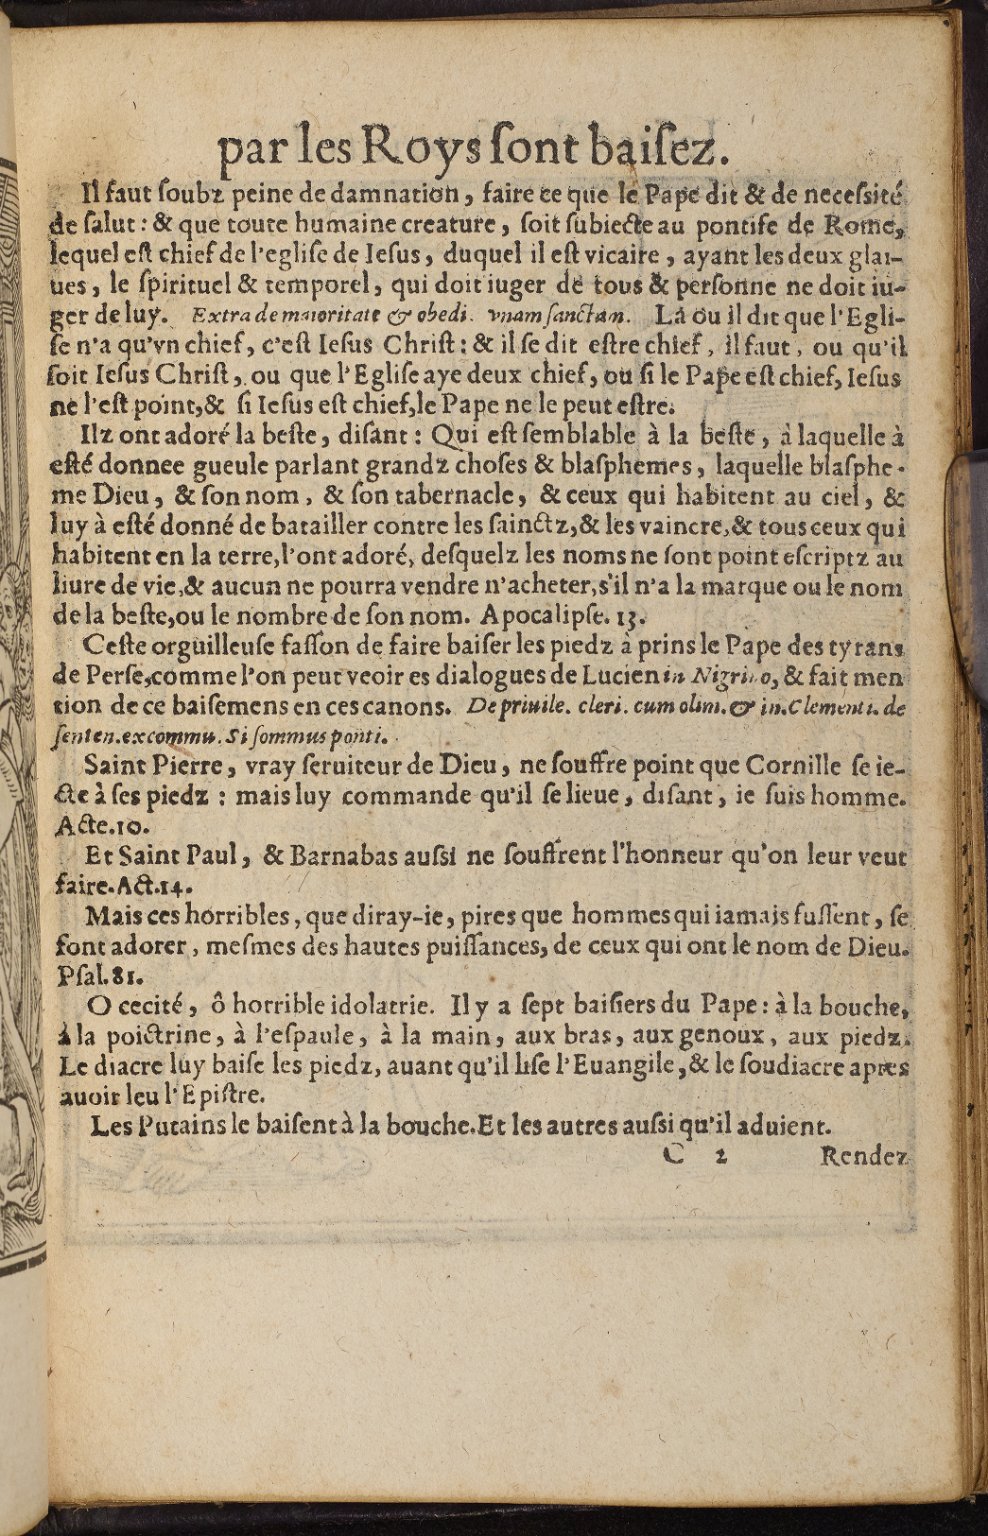 par les Roys ſont baiſez.
Il faut ſoubz peine de damnation, faire ce que le Pape dit & de neceſsité
de ſalut: & que toute humaine creature, ſoit ſubiecte au pontife de Rome,
lequel eſt chief de l'egliſe de Ieſus, duquel il eſt vicaire, ayant les deux glai-
ues, le ſpirituel & temporel, qui doit iuger de tous & perſonne ne doit iu-
ger de luy. Extra de maioritate & obedi. vnam ſanctam. Là ou il dit que l'Egli-
ſe n'a qu'vn chief, c'eſt Ieſus Chriſt: & il ſe dit eſtre chief, il faut, ou qu'il
ſoit Ieſus Chriſt, ou que l'Egliſe aye deux chief, ou ſi le Pape eſt chief, Ieſus
ne l'eſt point, & ſi Ieſus eſt chief, le Pape ne le peut eſtre.
Ilz ont adoré la beſte, diſant: Qui eſt ſemblable à la beſte, à laquelle à
eſté donnee gueule parlant grandz choſes & blaſphemes, laquelle blaſphe-
me Dieu, & ſon nom, & ſon tabernacle, & ceux qui habitent au ciel, &
luy à eſté donné de batailler contre les ſainctz, & les vaincre, & tous ceux qui
habitent en la terre, l'ont adoré, deſquelz les noms ne ſont point eſcriptz au
liure de vie, & aucun ne pourra vendre n'acheter, s'il n'a la marque ou le nom
de la beſte, ou le nombre de ſon nom. Apocalipſe. 13.
Ceſte orguilleuſe faſſon de faire baiſer les piedz à prins le Pape des tyrans
de Perſe, comme l'on peut veoir es dialogues de Lucien in Nigrino, & fait men
tion de ce baiſemens en ces canons. De priuile. cleri. cum olim. & in. Clementi. de
ſenten. excommu. Si ſommus ponti.
Saint Pierre, vray ſeruiteur de Dieu, ne ſouffre point que Cornille ſe ie-
cte à ſes piedz: mais luy commande qu'il ſe lieue, diſant, ie ſuis homme.
Acte. 10.
Et Saint Paul, & Barnabas auſsi ne ſouffrent l'honneur qu'on leur veut
faire. Act. 14.
Mais ces horribles, que diray-ie, pires que hommes qui iamais fuſſent, ſe
font adorer, meſmes des hautes puiſſances, de ceux qui ont le nom de Dieu.
Pſal. 81.
O cecité, ô horrible idolatrie. Il y a ſept baiſiers du Pape: à la bouche,
à la poictrine, à l'eſpaule, à la main, aux bras, aux genoux, aux piedz.
Le diacre luy baiſe les piedz, auant qu'il liſe l'Euangile, & le ſoudiacre apres
auoir leu l'Epiſtre.
Les Putains le baiſent à la bouche. Et les autres auſsi qu'il aduient.
C 2 Rendez